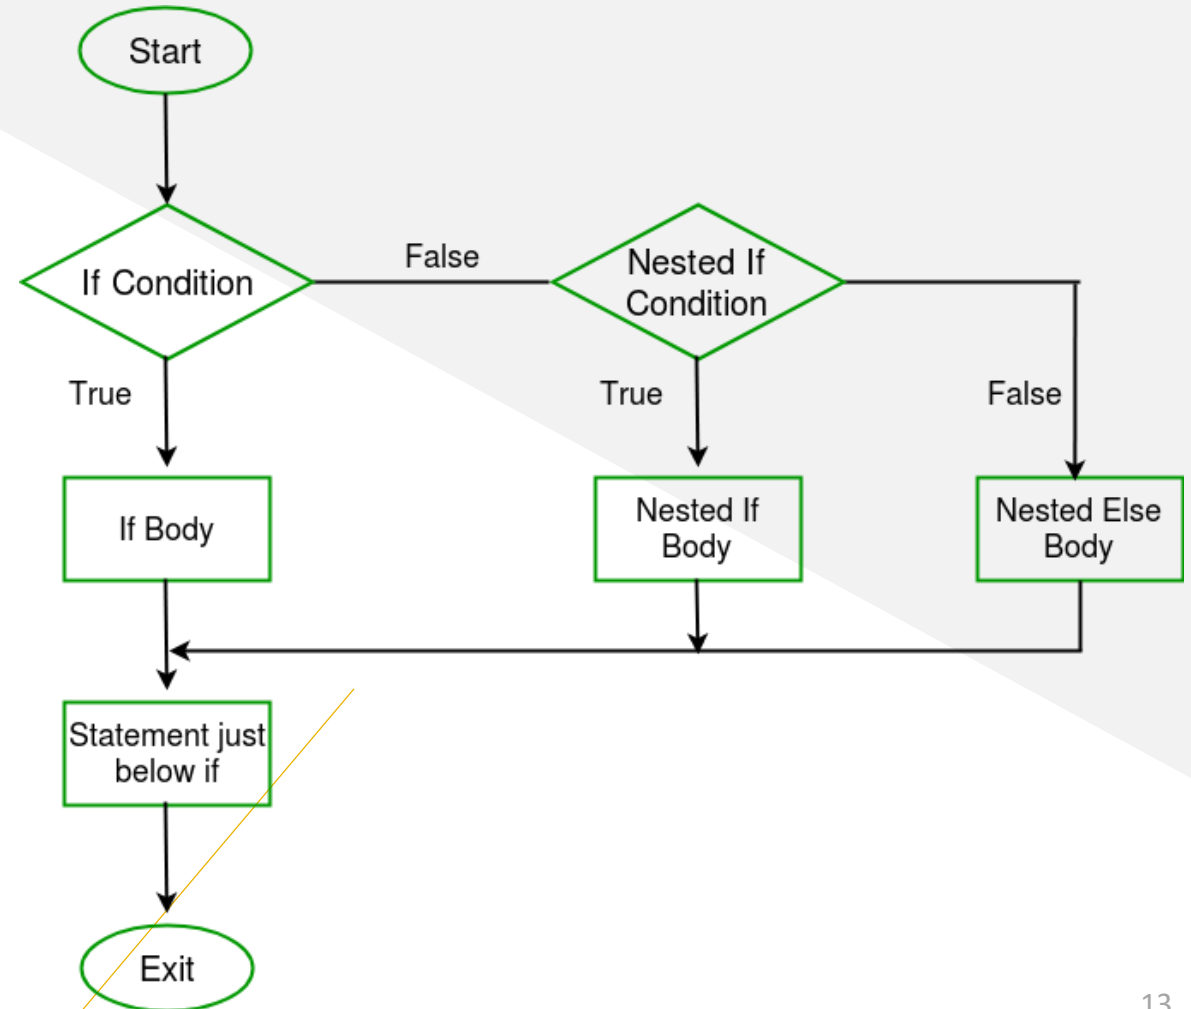 Start
If Condition
False
Nested If
Condition
True
True
False
If Body
Nested If
Body
Nested Else
Body
Statement just
below if
Exit
13